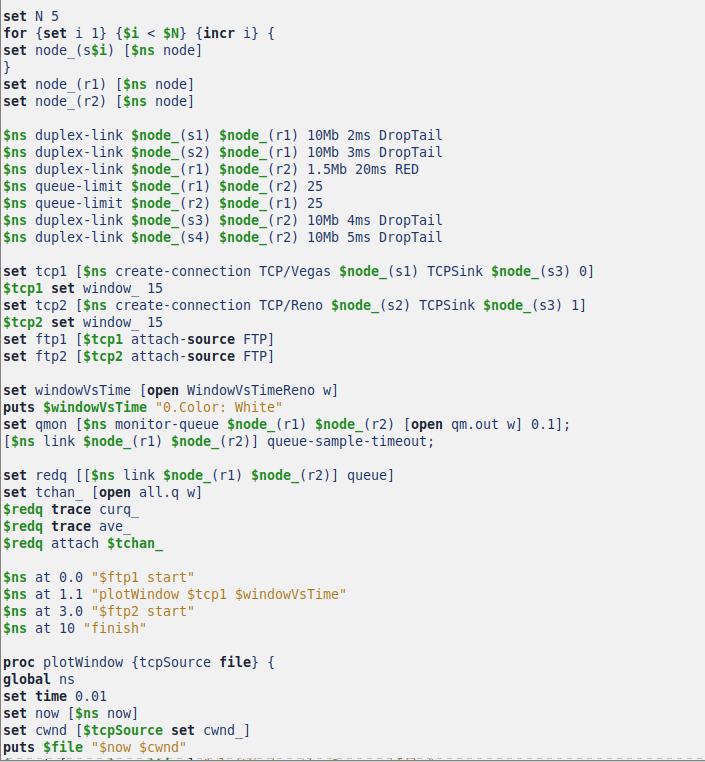 set N 5
for {set i 1} {$i < $N} {incr i} {
set node_(s$i) [$ns node]
}
set node_(r1) [$ns node]
set node_(r2) [$ns node]
$ns duplex-link $node_(s1) $node_(r1) 10Mb 2ms DropTail
$ns duplex-link $node_(s2) $node_(r1) 10Mb 3ms DropTail
$ns duplex-link $node_(r1) $node_(r2) 1.5Mb 20ms RED
$ns queue-limit $node_(r1) $node_(r2) 25
$ns queue-limit $node_(r2) $node_(r1) 25
$ns duplex-link $node_(s3) $node_(r2) 10Mb 4ms DropTail
$ns duplex-link $node_(s4) $node_(r2) 10Mb 5ms DropTail
set tcp1 [$ns create-connection TCP/Vegas $node_(s1) TCPSink $node_(s3) 0]
$tcp1 set window_ 15
set tcp2 [$ns create-connection TCP/Reno $node_(s2) TCPSink $node_(s3) 1]
$tcp2 set window_ 15
set ftp1 [$tcp1 attach-source FTP]
set ftp2 [$tcp2 attach-source FTP]
set windowVsTime [open WindowVsTimeReno w]
puts $windowVsTime "0.Color: White"
set qmon [$ns monitor-queue $node_(r1) $node_(r2) [open qm.out w] 0.1];
[$ns link $node_(r1) $node_(r2)] queue-sample-timeout;
set redq [[$ns link $node_(r1) $node_(r2)] queue]
set tchan_ [open all.q w]
$redq trace curq_
$redq trace ave_
$redq attach $tchan_
$ns at 0.0 "$ftp1 start"
$ns at 1.1 "plotWindow $tcp1 $windowVsTime"
$ns at 3.0 "$ftp2 start"
$ns at 10 "finish"
proc plotWindow {tcpSource file} {
global ns
set time 0.01
set now [$ns now]
set cwnd [$tcpSource set cwnd_]
puts $file "$now $cwnd"